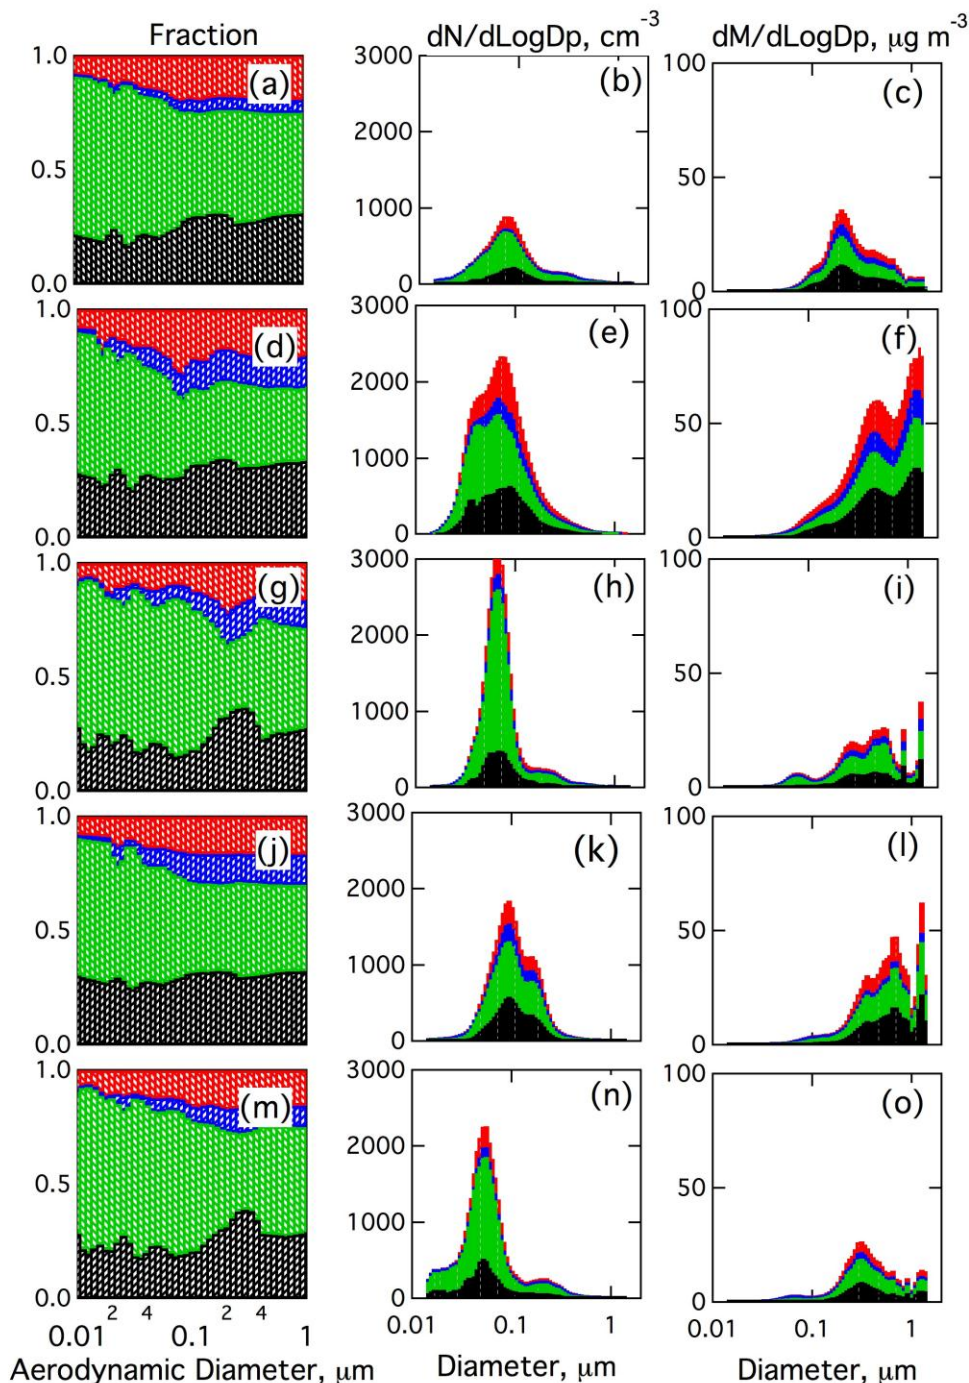 Fraction dN/dLogDp, cm-3 dM/dLogDp, μg m-3
1.0 3000 100
(a) (b) (c)
2000
0.5 50
1000
0.0 0 0
1.0 3000 100
(d) (e) (f)
2000
0.5 50
1000
0.0 0 0
1.0 3000 100
(g) (h) (i)
2000
0.5 50
1000
0.0 0 0
1.0 3000 100
(j) (k) (l)
2000
0.5 50
1000
0.0 0 0
1.0 3000 100
(m) (n) (o)
2000
0.5 50
1000
0.0 0 0
2 4 2 4
0.01 0.1 1 0.01 0.1 1 0.01 0.1 1
Aerodynamic Diameter, μm Diameter, μm Diameter, μm